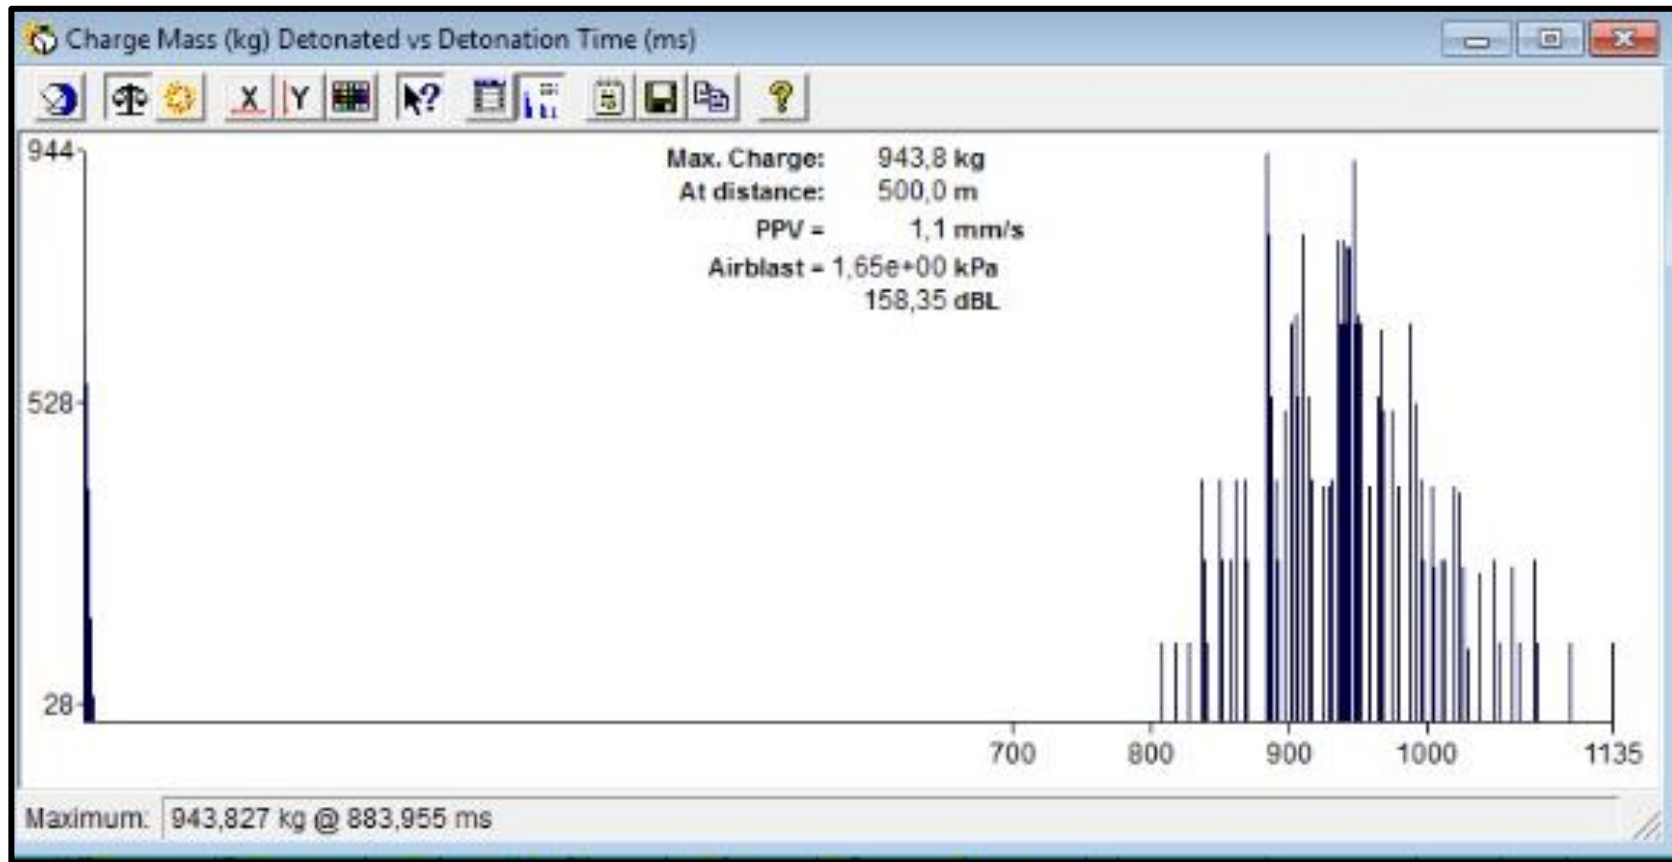 Charge Mass (kg) Detonated vs Detonation Time (ms)
X Y ? ?
944
Max. Charge: 943,8 kg
At distance: 500,0 m
PPV = 1,1 mm/s
Airblast = 1,65e+00 kPa
158,35 dBL
528
28
700 800 900 1000 1135
Maximum: 943,827 kg @ 883,955 ms